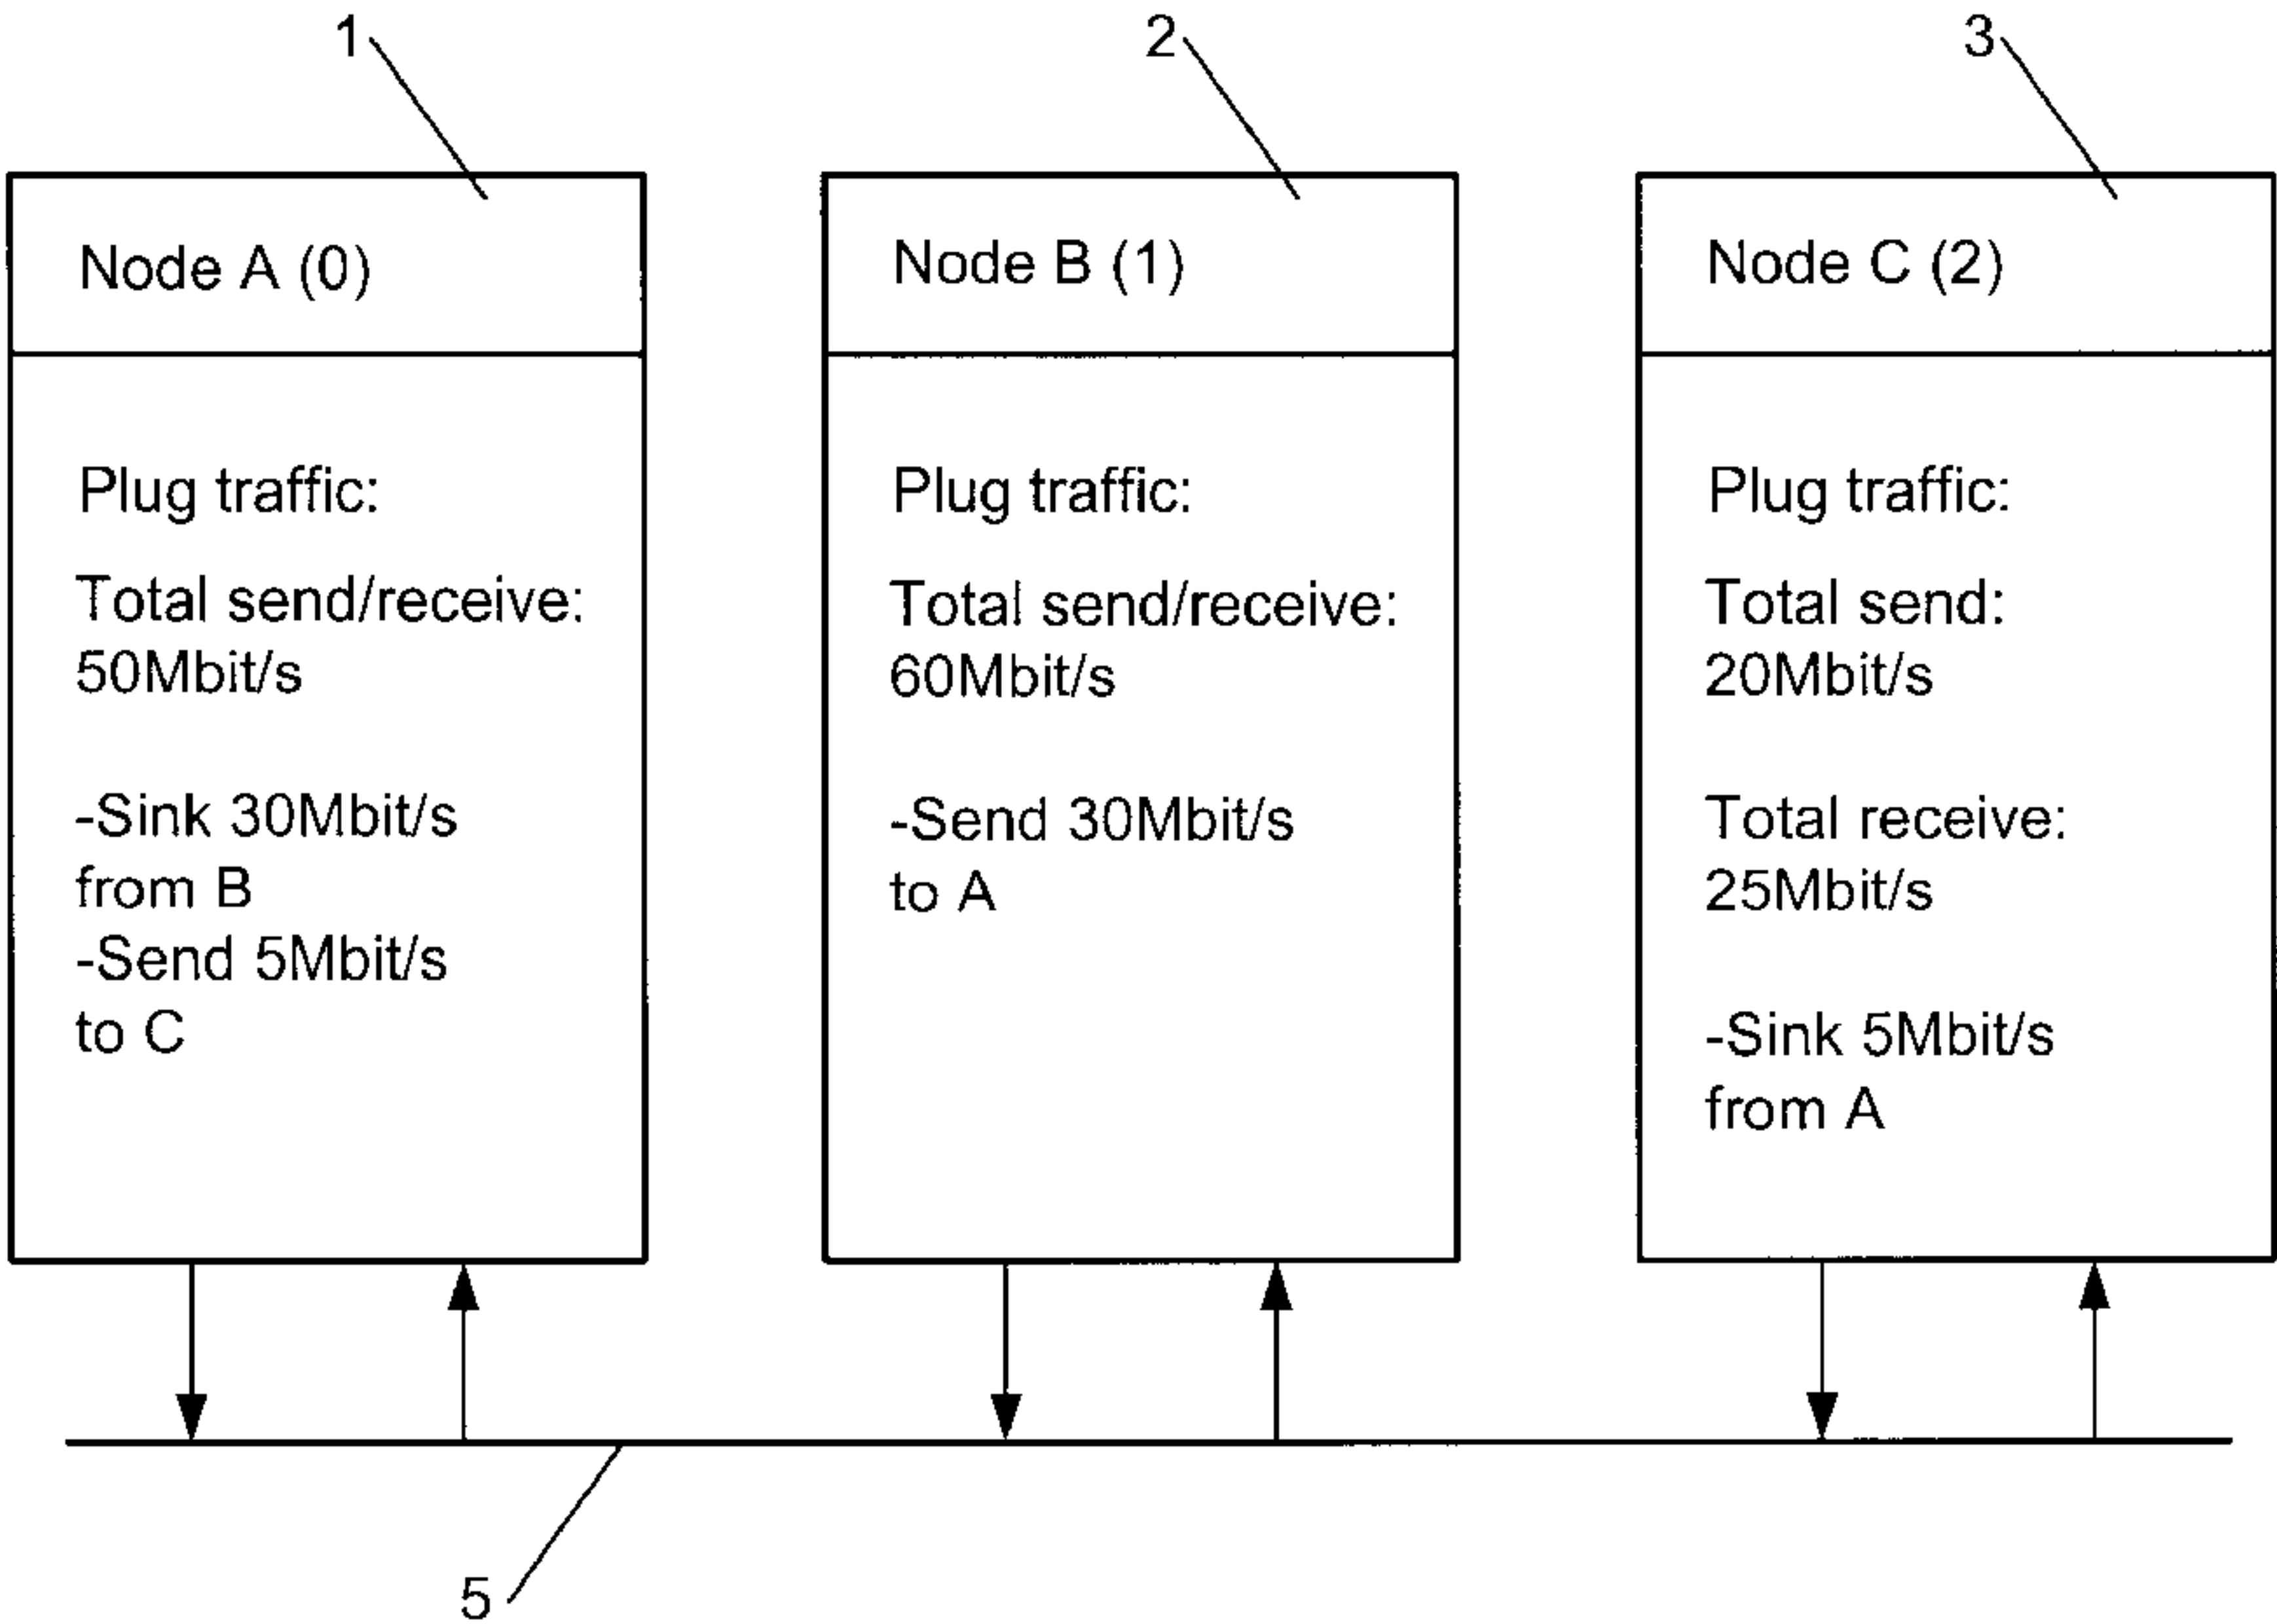 1
2
3
Node A (0)
Plug traffic:
Total send/receive:
50Mbit/s
-Sink 30Mbit/s
from B
-Send 5Mbit/s
to C
Node B (1)
Plug traffic:
Total send/receive:
60Mbit/s
-Send 30Mbit/s
to A
Node C (2)
Plug traffic:
Total send:
20Mbit/s
Total receive:
25Mbit/s
-Sink 5Mbit/s
from A
5